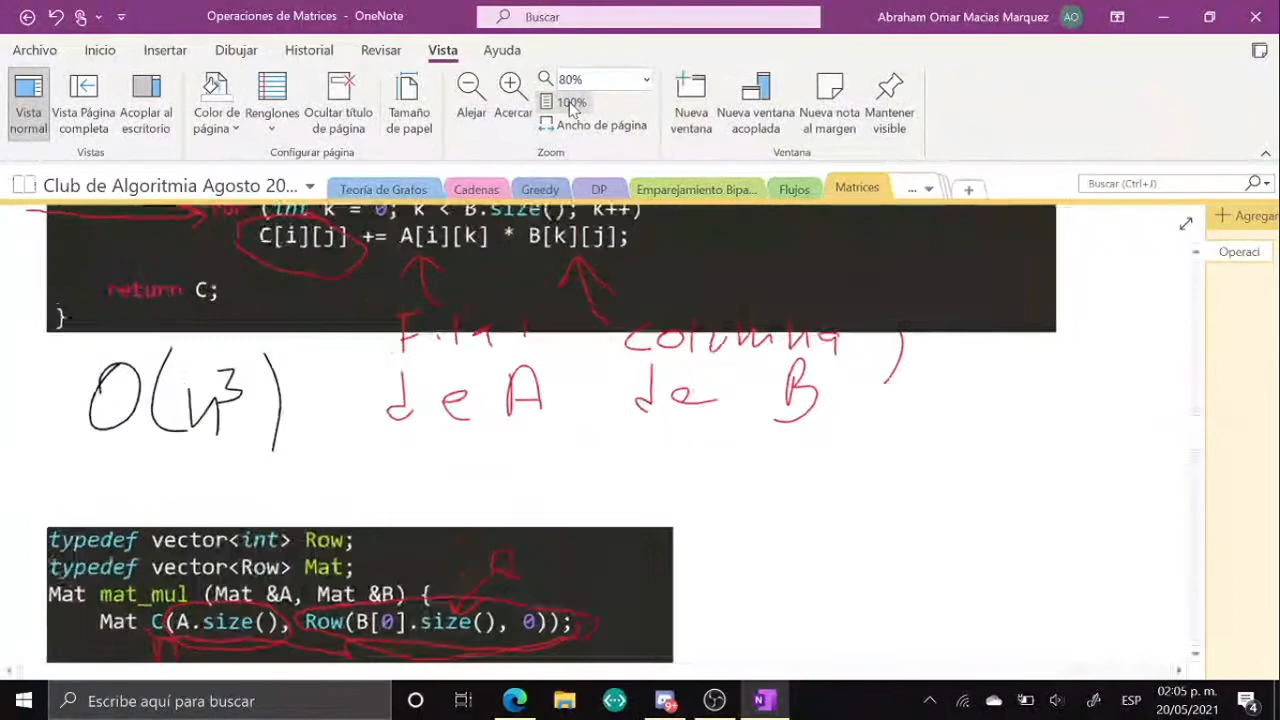 Operaciones de Matrices - OneNote
Buscar
Abraham Omar Macias Marquez
AO
Archivo Inicio Insertar Dibujar Historial Revisar Vista Ayuda
Vista normal
Vista Página completa
Acoplar al escritorio
Vistas
Color de página
Renglones
Ocultar título de página
Tamaño de papel
Configurar página
Alejar
Acercar
80%
100%
Ancho de página
Zoom
Nueva ventana
Nueva ventana acoplada
Nueva nota al margen
Mantener visible
Ventana
Club de Algoritmia Agosto 20...
Teoría de Grafos
Cadenas
Greedy
DP
Emparejamiento Bipa...
Flujos
Matrices
...
Buscar (Ctrl+J)
Agregar
Operaci
for (int k = 0; k < B.size(); k++)
C[i][j] += A[i][k] * B[k][j];
return C;
}
Fila i columna j
de A de B
O(n³)
typedef vector<int> Row;
typedef vector<Row> Mat;
Mat mat_mul (Mat &A, Mat &B) {
Mat C(A.size(), Row(B[0].size(), 0));
Escribe aquí para buscar
ESP
02:05 p. m.
20/05/2021
4